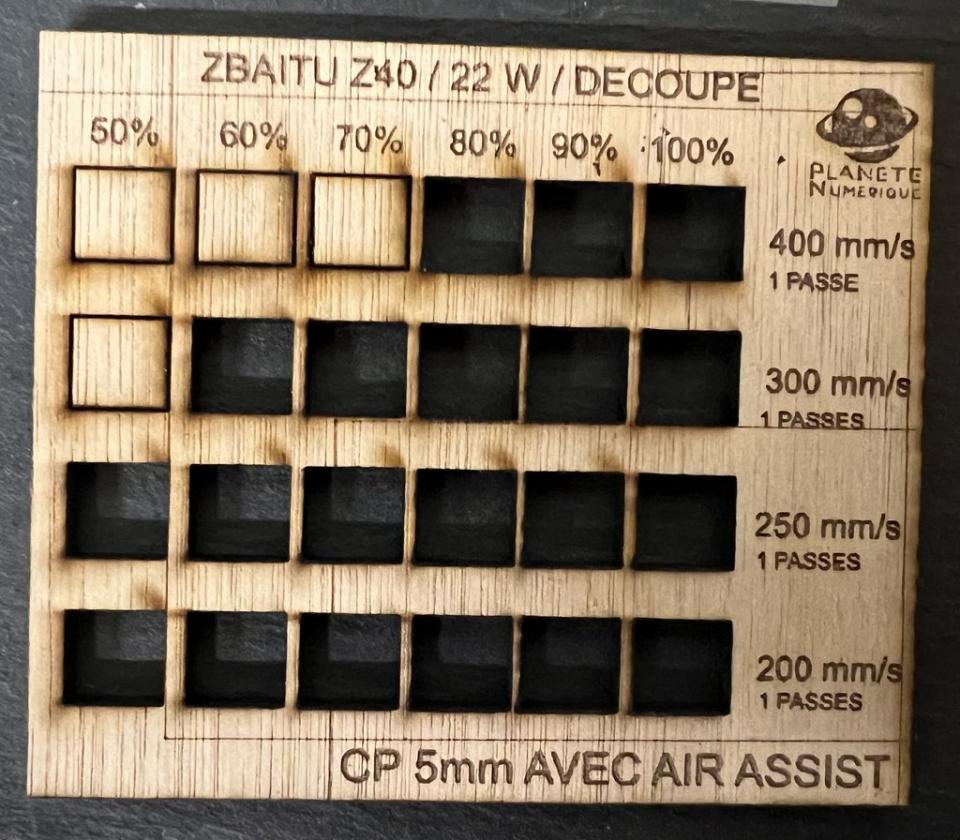 ZBAITU Z40 / 22 W / DECOUPE
50% 60% 70% 80% 90% 100%
PLANETE
NUMERIQUE
400 mm/s
1 PASSE
300 mm/s
1 PASSES
250 mm/s
1 PASSES
200 mm/s
1 PASSES
CP 5mm AVEC AIR ASSIST